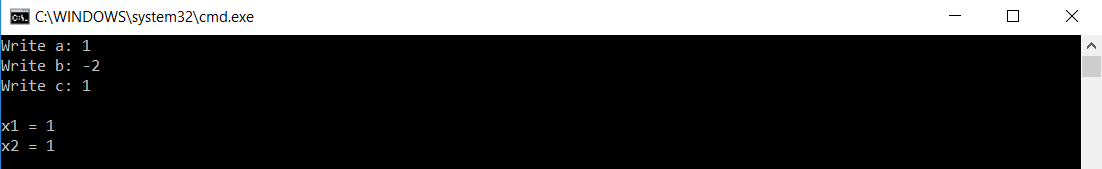 C:\WINDOWS\system32\cmd.exe
Write a: 1
Write b: -2
Write c: 1
x1 = 1
x2 = 1